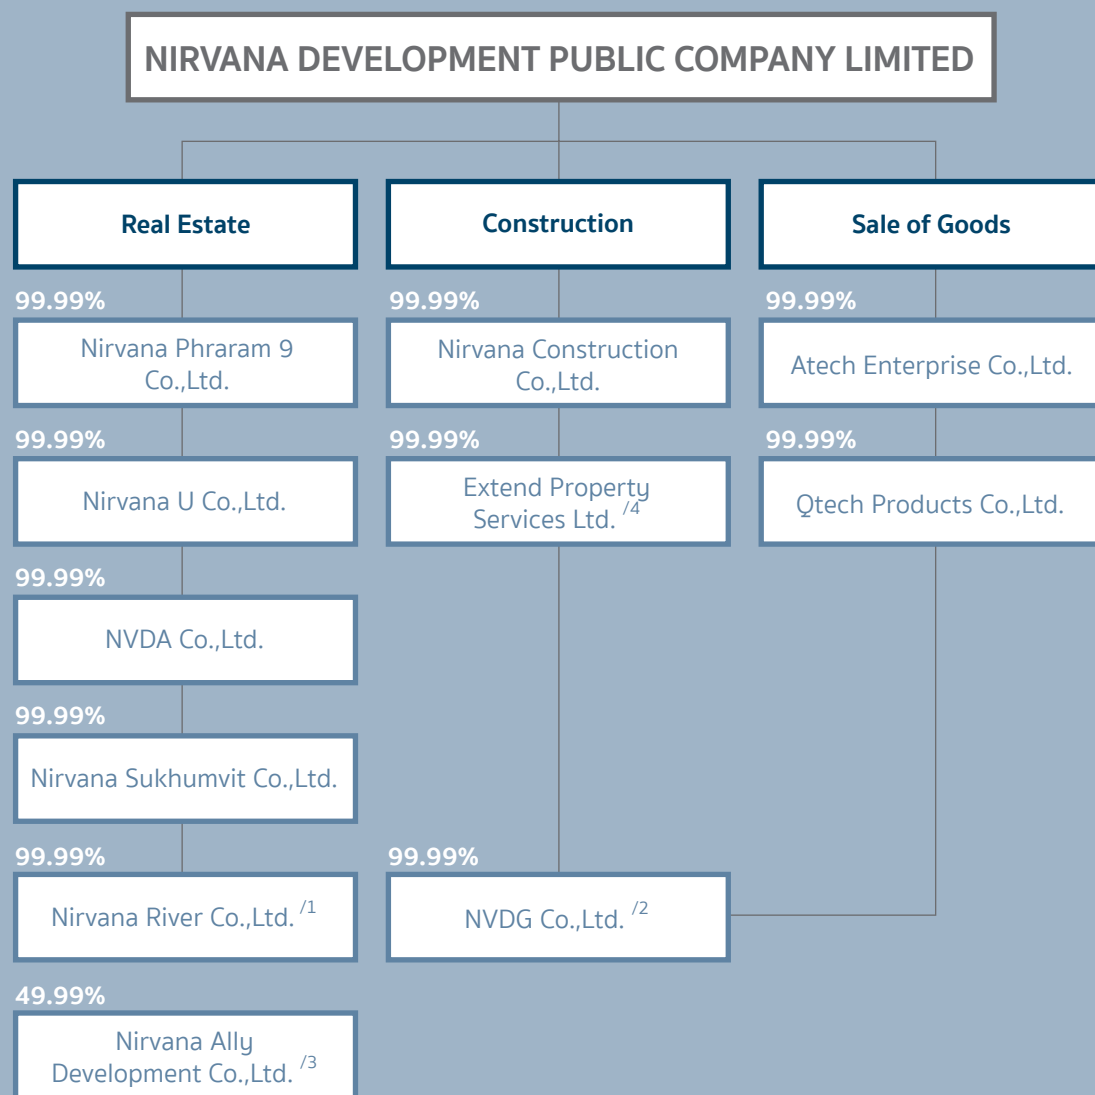 NIRVANA DEVELOPMENT PUBLIC COMPANY LIMITED
Real Estate
Construction
Sale of Goods
99.99%
Nirvana Phraram 9
Co.,Ltd.
99.99%
Nirvana Construction
Co.,Ltd.
99.99%
Atech Enterprise Co.,Ltd.
99.99%
Nirvana U Co.,Ltd.
99.99%
Extend Property
Services Ltd. /4
99.99%
Qtech Products Co.,Ltd.
99.99%
NVDA Co.,Ltd.
99.99%
Nirvana Sukhumvit Co.,Ltd.
99.99%
Nirvana River Co.,Ltd. /1
99.99%
NVDG Co.,Ltd. /2
49.99%
Nirvana Ally
Development Co.,Ltd. /3